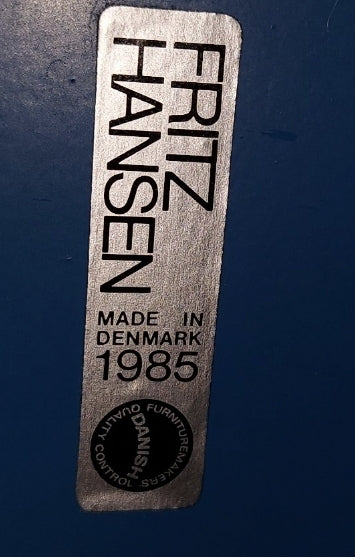 FRITZ
HANSEN
MADE IN
DENMARK
1985
DANISH
FURNITUREMAKERS'
QUALITY CONTROL